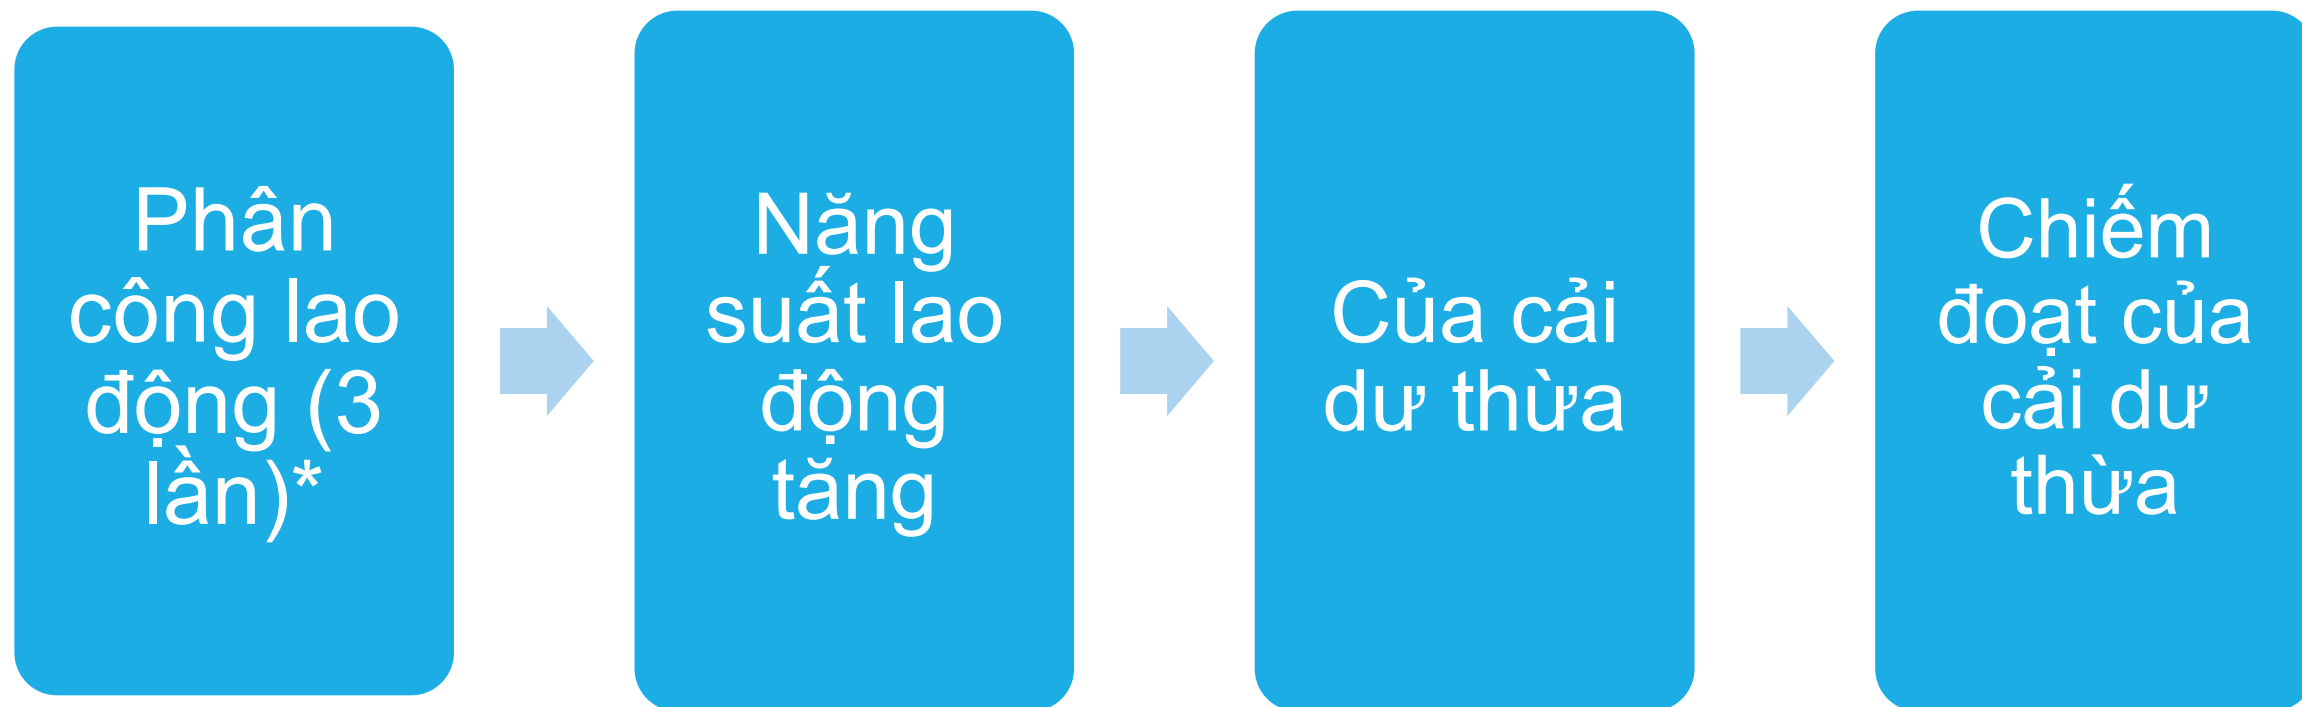 Phân
công lao
động (3
lần)*
Năng
suất lao
động
tăng
Của cải
dư thừa
Chiếm
đoạt của
cải dư
thừa